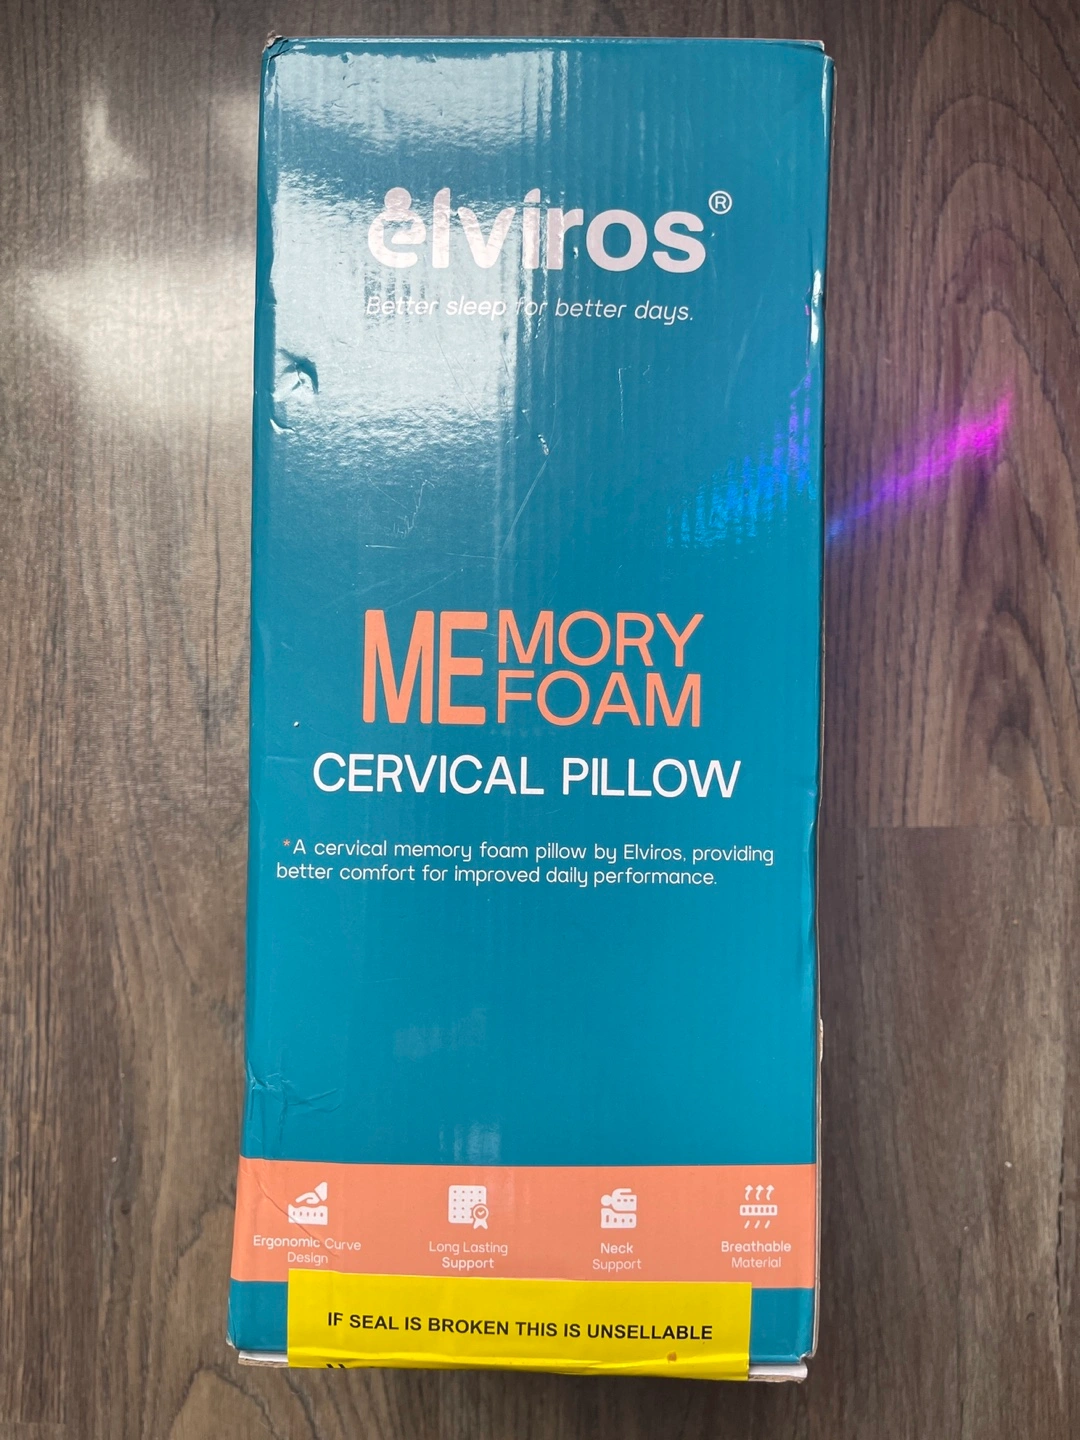 elviros®
Better sleep for better days.
MEMORY
FOAM
CERVICAL PILLOW
*A cervical memory foam pillow by Elviros, providing
better comfort for improved daily performance.
Ergonomic Curve
Design
Long Lasting
Support
Neck
Support
Breathable
Material
IF SEAL IS BROKEN THIS IS UNSELLABLE